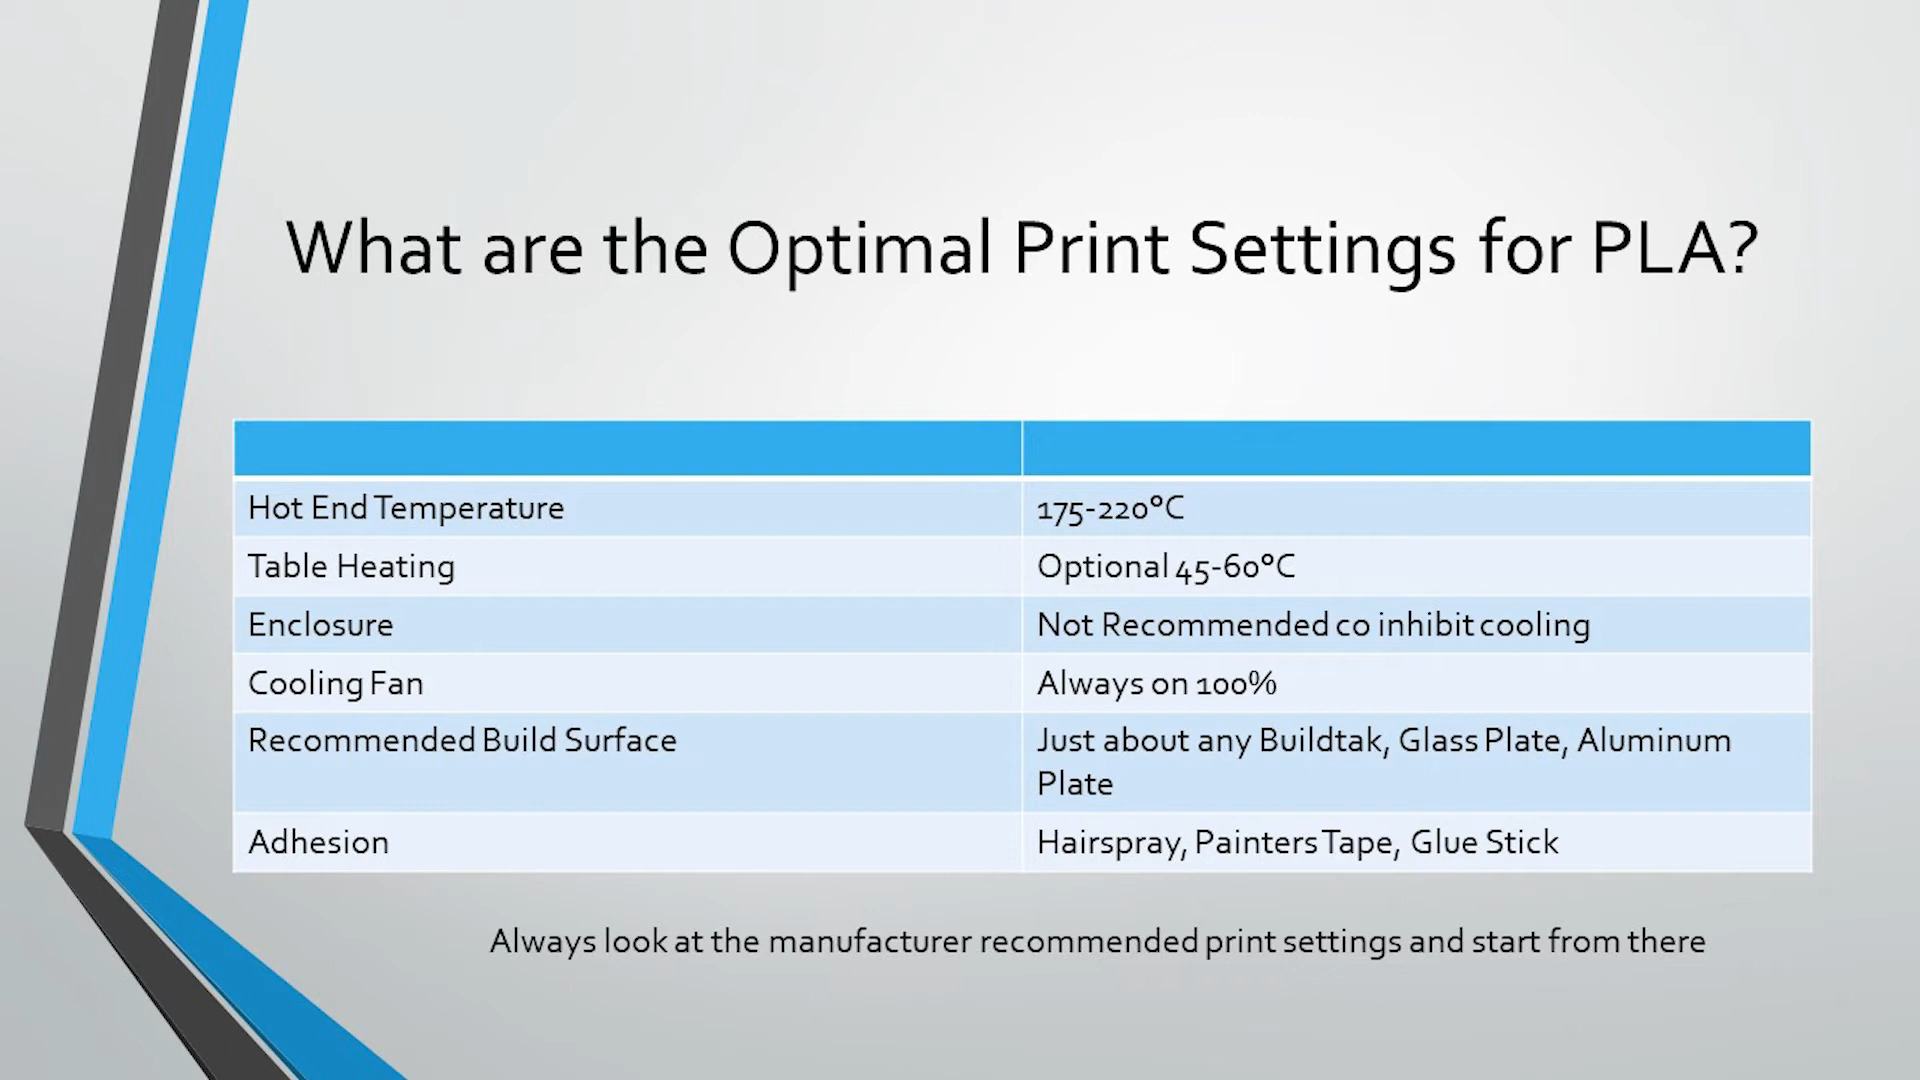 What are the Optimal Print Settings for PLA?
Hot End Temperature
175-220°C
Table Heating
Optional 45-60°C
Enclosure
Not Recommended co inhibit cooling
Cooling Fan
Always on 100%
Recommended Build Surface
Just about any Buildtak, Glass Plate, Aluminum
Plate
Adhesion
Hairspray, Painters Tape, Glue Stick
Always look at the manufacturer recommended print settings and start from there